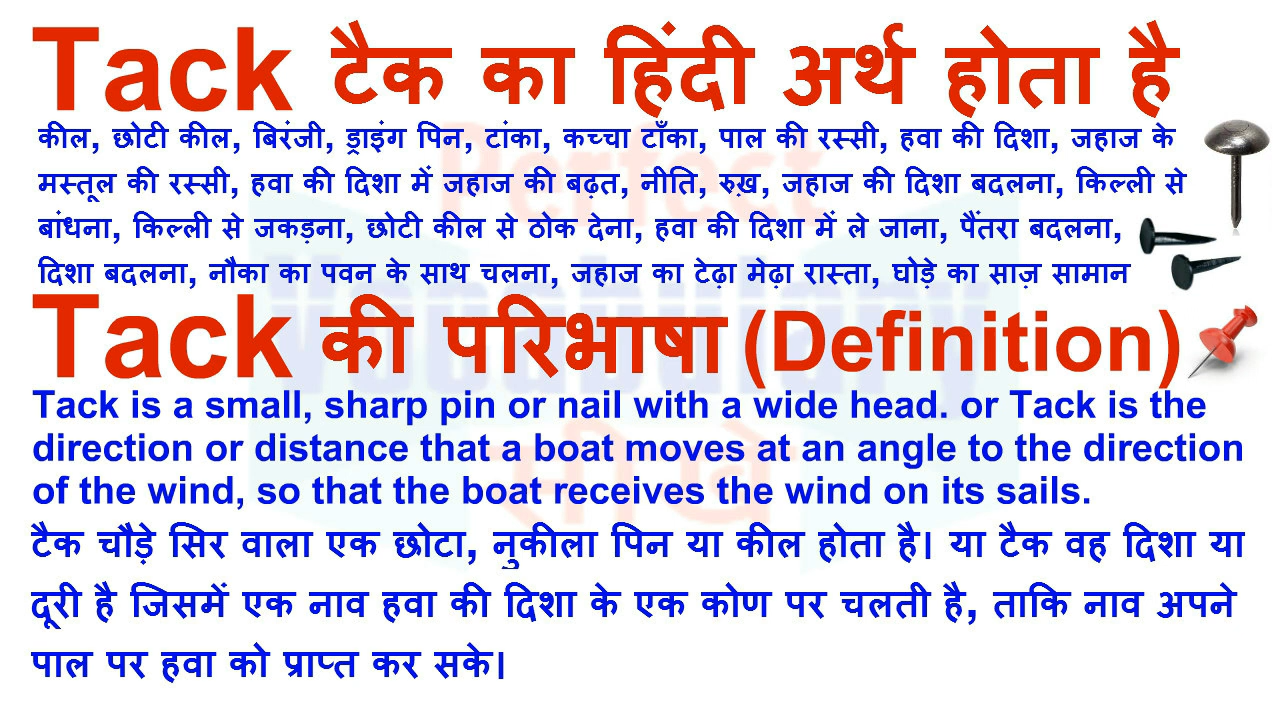 Tack टैक का हिंदी अर्थ होता है
कील, छोटी कील, बिरंजी, ड्राइंग पिन, टांका, कच्चा टाँका, पाल की रस्सी, हवा की दिशा, जहाज के
मस्तूल की रस्सी, हवा की दिशा में जहाज की बढ़त, नीति, रुख़, जहाज की दिशा बदलना, किल्ली से
बांधना, किल्ली से जकड़ना, छोटी कील से ठोक देना, हवा की दिशा में ले जाना, पैंतरा बदलना,
दिशा बदलना, नौका का पवन के साथ चलना, जहाज का टेढ़ा मेढ़ा रास्ता, घोड़े का साज़ सामान
Tack की परिभाषा (Definition)
Tack is a small, sharp pin or nail with a wide head. or Tack is the
direction or distance that a boat moves at an angle to the direction
of the wind, so that the boat receives the wind on its sails.
टैक चौड़े सिर वाला एक छोटा, नुकीला पिन या कील होता है। या टैक वह दिशा या
दूरी है जिसमें एक नाव हवा की दिशा के एक कोण पर चलती है, ताकि नाव अपने
पाल पर हवा को प्राप्त कर सके।
Perfect
Vocabulary
सीखे